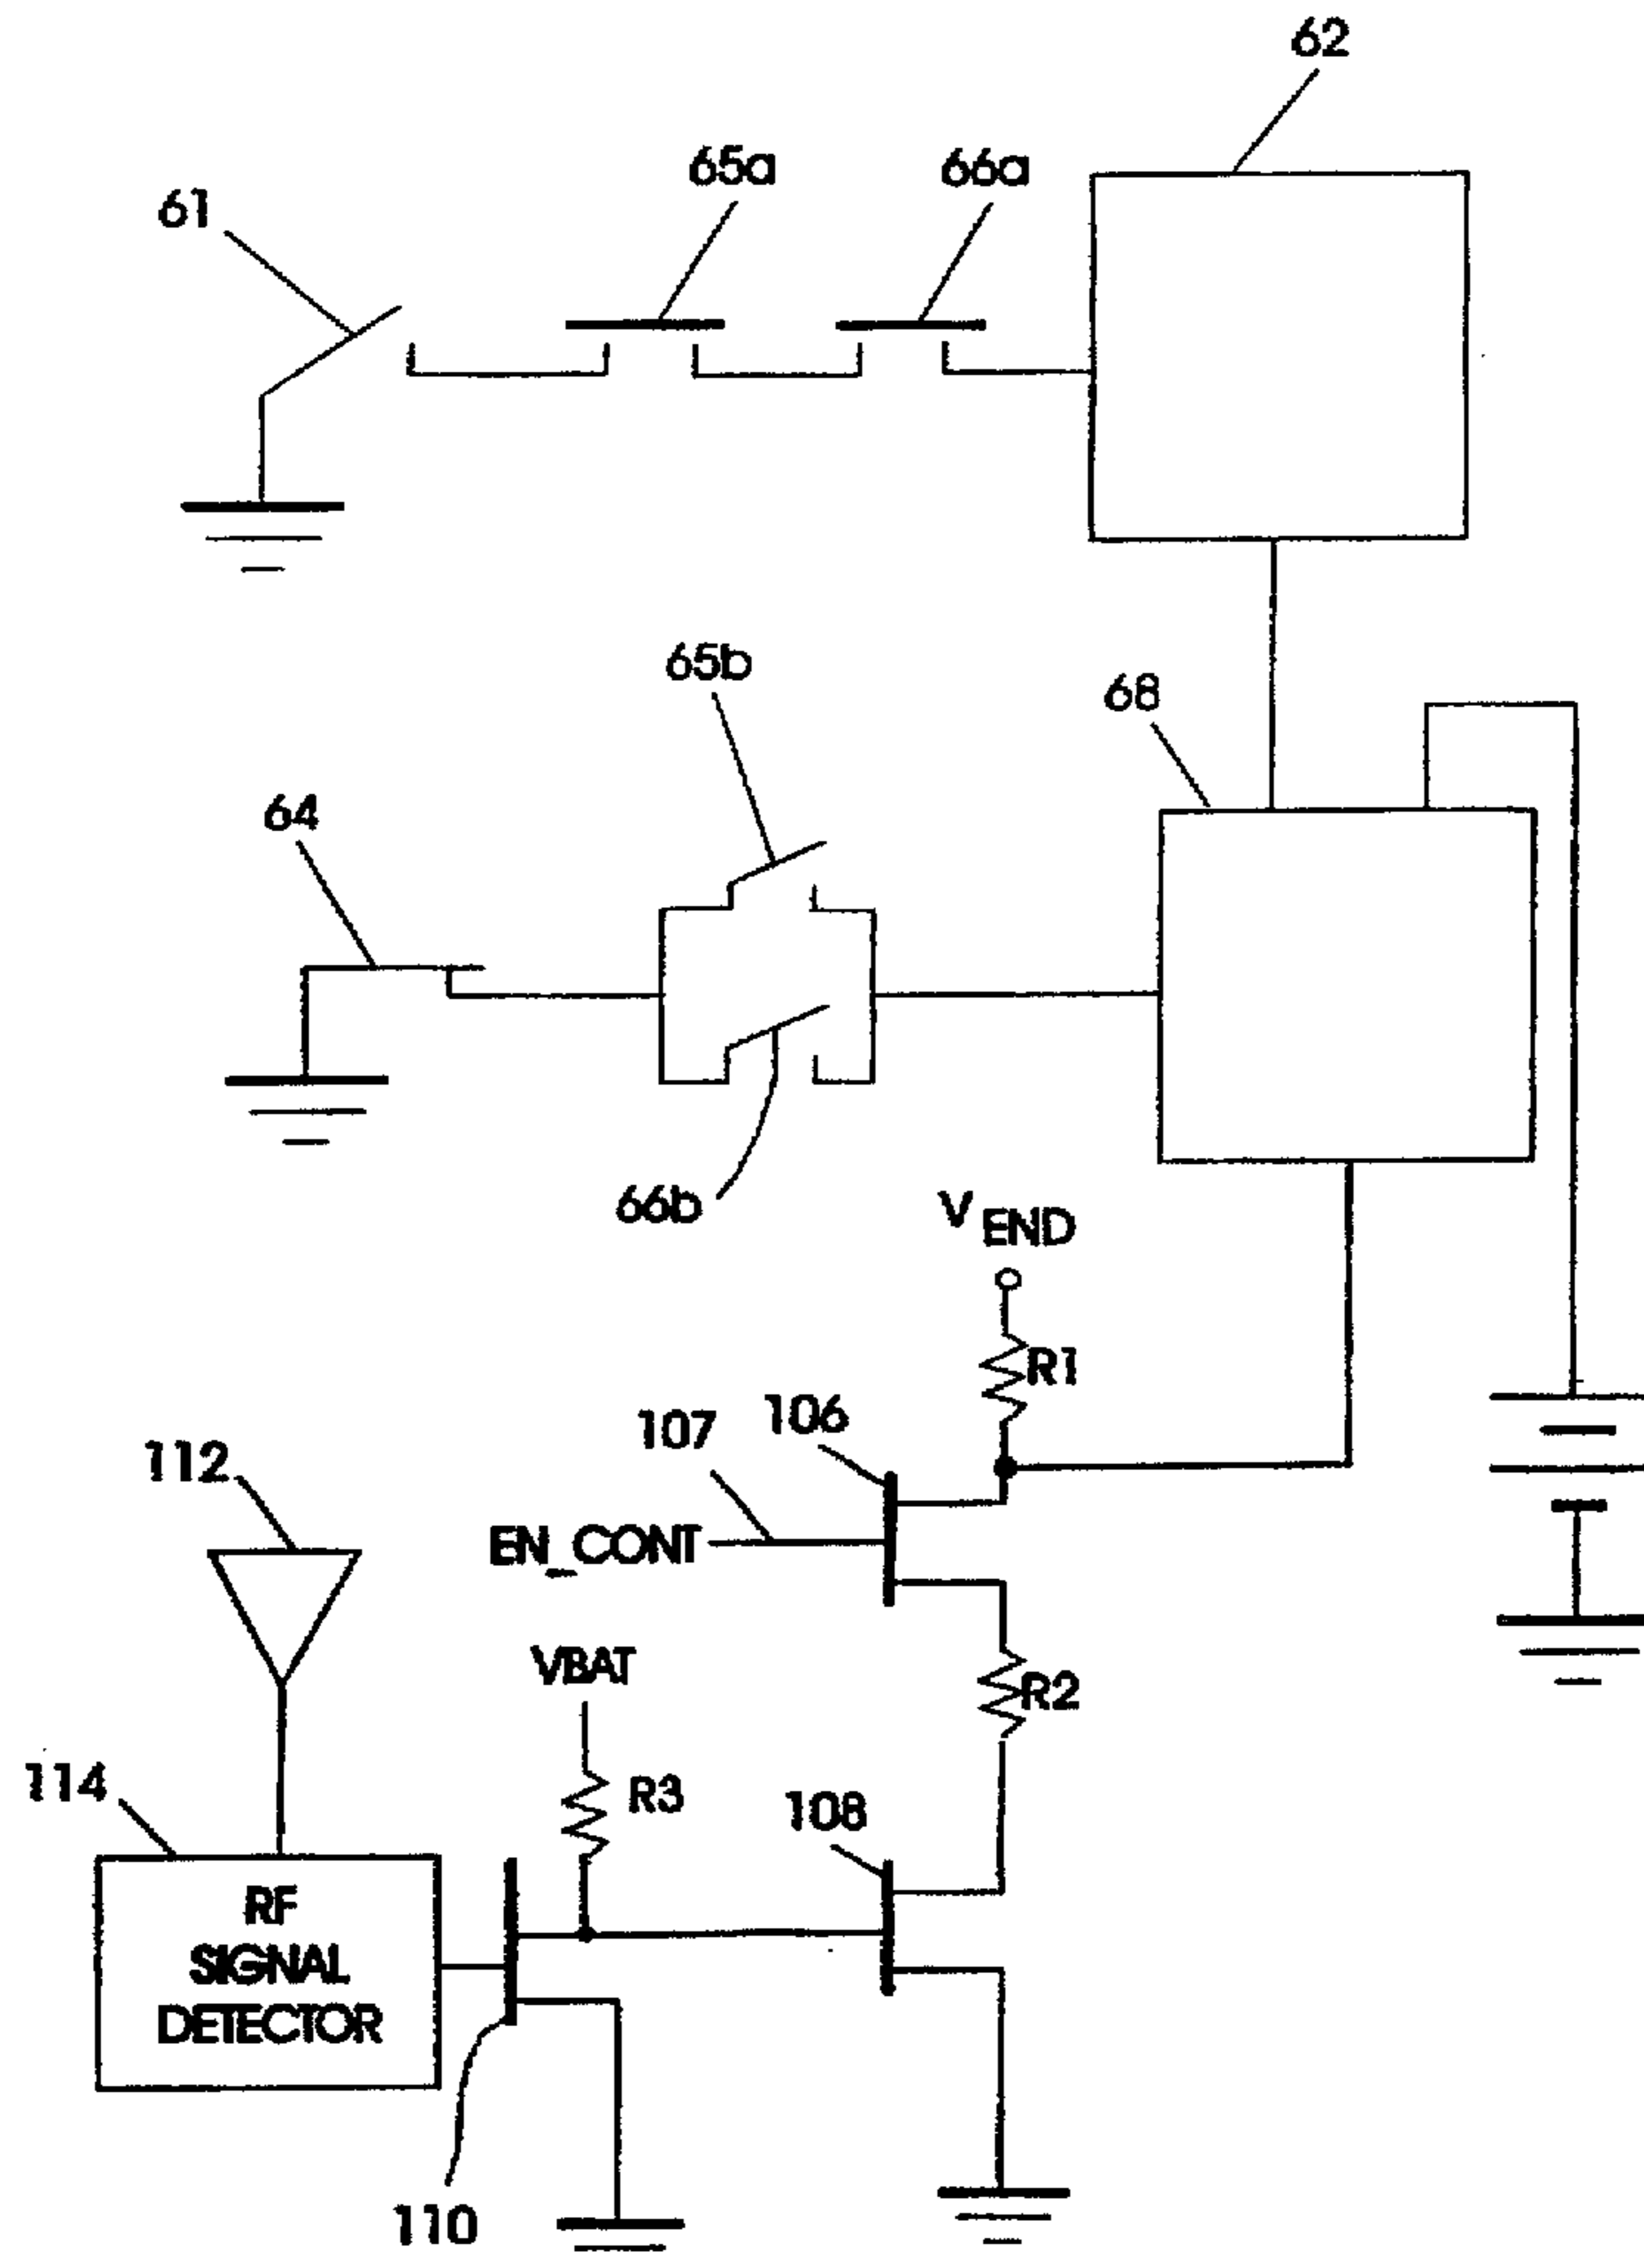 62
65a
66a
61
65b
68
64
66b
V END
R1
106
107
112
EN_CONT
VBAT
R2
114
R3
108
RF
SIGNAL
DETECTOR
110